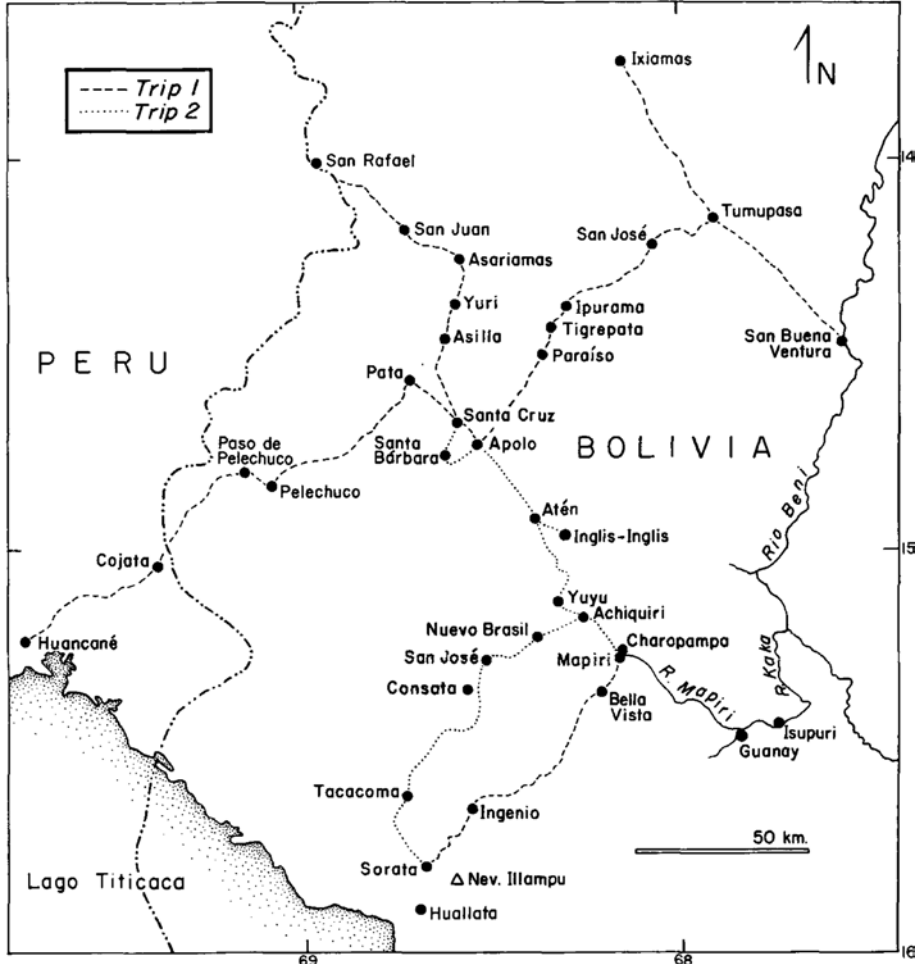 Trip 1
Trip 2
N
Ixiamas
14
San Rafael
Tumupasa
San Juan
San José
Asariamas
Yuri
Ipurama
Tigrepata
Asilla
San Buena
Ventura
Paraíso
PERU
Pata
Santa Cruz
Santa
Bárbara
Apolo
BOLIVIA
Paso de
Pelechuco
Pelechuco
Atén
Inglis-Inglis
Rio Beni
15
Cojata
Yuyu
Achiquiri
Huancané
Nuevo Brasil
Charopampa
San José
Mapiri
R. Kaka
Consata
R. Mapiri
Bella
Vista
Isupuri
Guanay
Tacacoma
Ingenio
50 km.
Sorata
Nev. Illampu
Lago Titicaca
Huallata
69
68
16